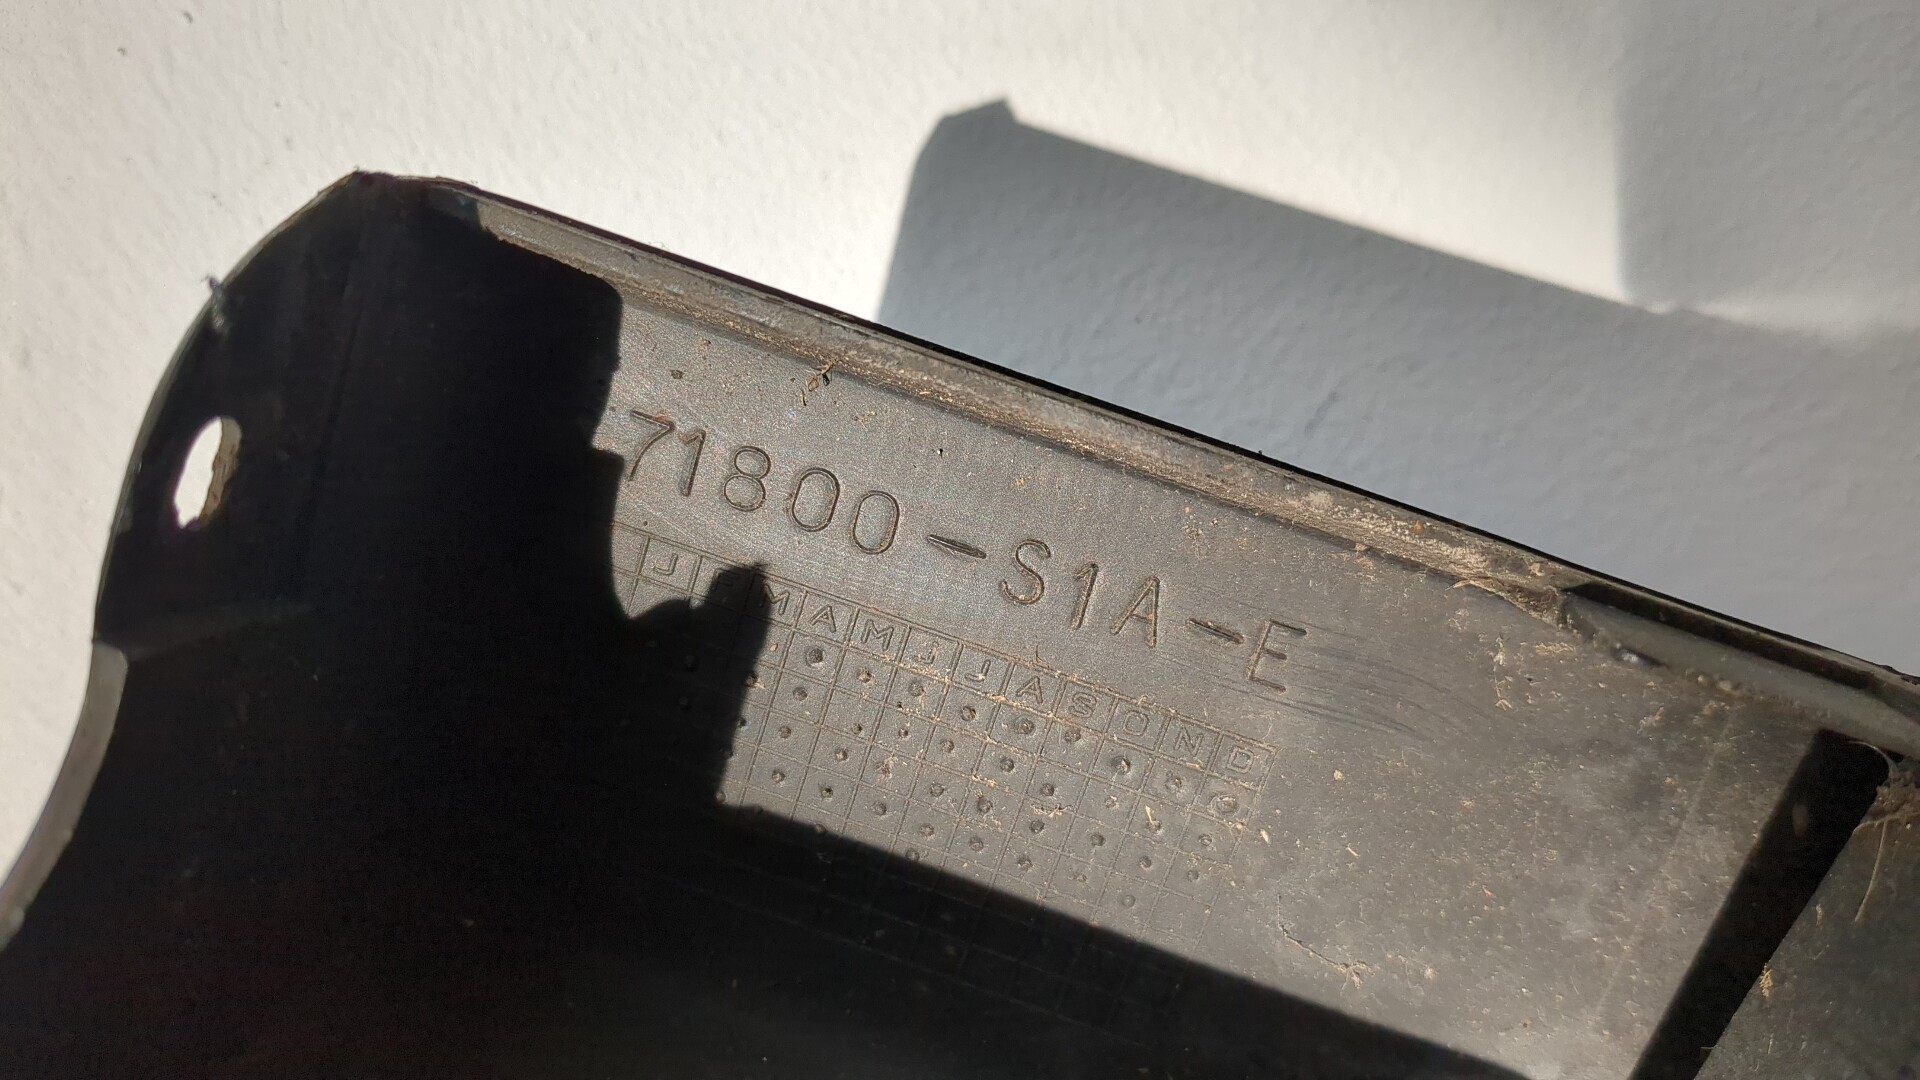 71800-S1A-E
J F M A M J J A S O N D